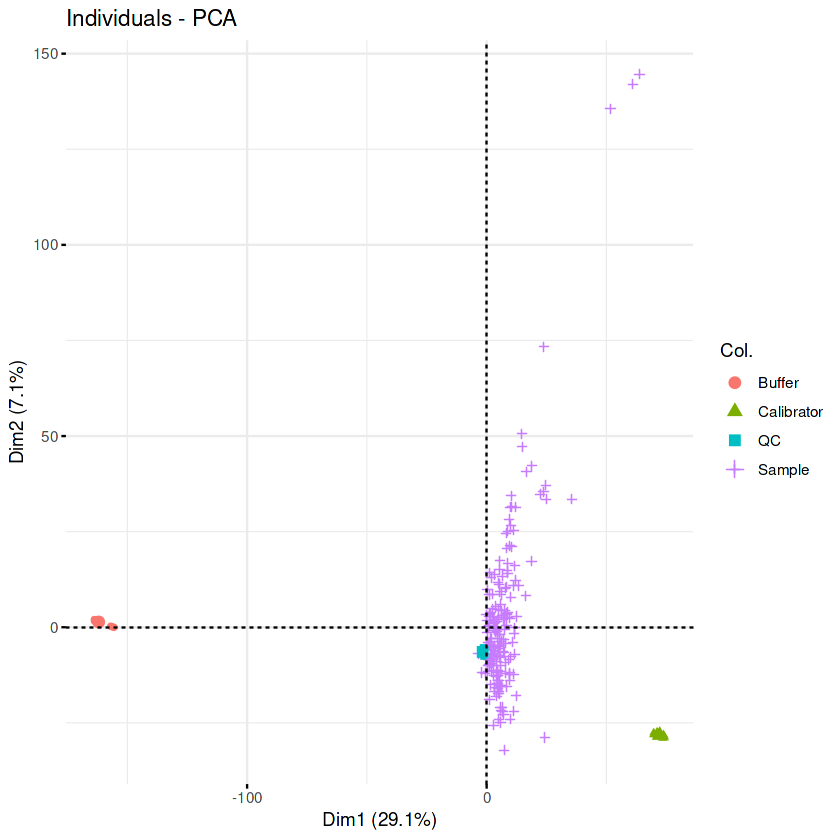 Individuals - PCA
150
100
50
0
Dim2 (7.1%)
-100
0
Dim1 (29.1%)
Col.
Buffer
Calibrator
QC
Sample